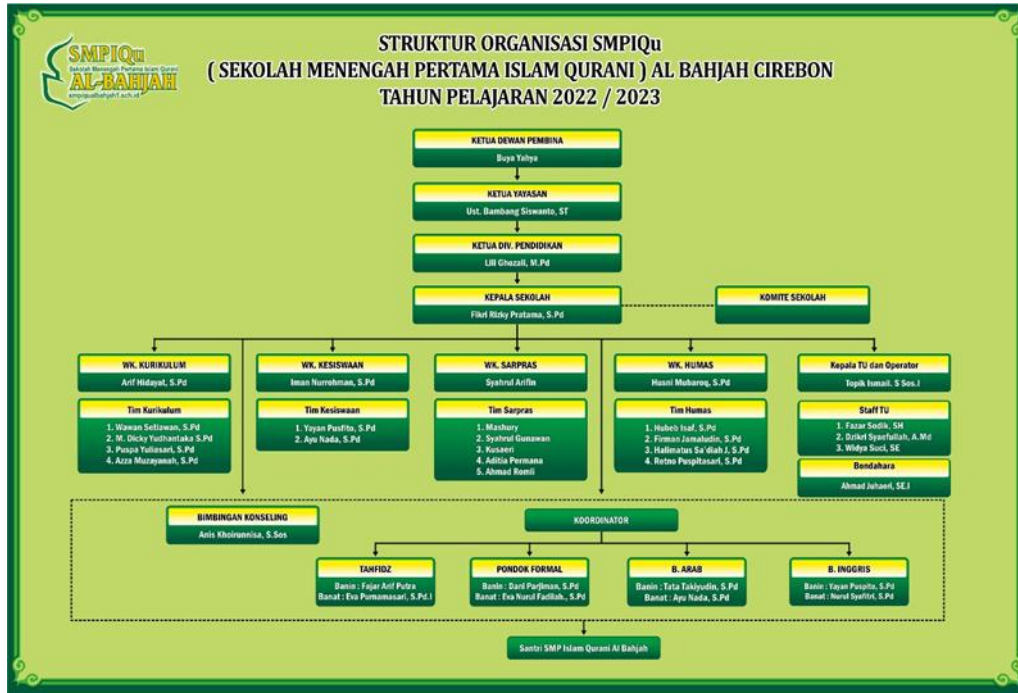 SMPIQu
Sekolah Menengah Pertama Islam Qurani
AL-BAHJAH
smpiqualbahjah1.sch.id
STRUKTUR ORGANISASI SMPIQu
( SEKOLAH MENENGAH PERTAMA ISLAM QURANI ) AL BAHJAH CIREBON
TAHUN PELAJARAN 2022 / 2023
KETUA DEWAN PEMBINA
Buya Yahya
KETUA YAYASAN
Ust. Bambang Siswanto, ST
KETUA DIV. PENDIDIKAN
Lili Ghozali, M.Pd
KEPALA SEKOLAH
Fikri Rizky Pratama, S.Pd
KOMITE SEKOLAH
WK. KURIKULUM
Arif Hidayat, S.Pd
Tim Kurikulum
1. Wawan Setiawan, S.Pd
2. M. Dicky Yudhantaka S.Pd
3. Puspa Yuliasari, S.Pd
4. Azza Muzayanah, S.Pd
WK. KESISWAAN
Iman Nurrohman, S.Pd
Tim Kesiswaan
1. Yayan Pusfito, S.Pd
2. Ayu Nada, S.Pd
WK. SARPRAS
Syahrul Arifin
Tim Sarpras
1. Mashury
2. Syahrul Gunawan
3. Kusaeri
4. Aditia Permana
5. Ahmad Romli
WK. HUMAS
Husni Mubaroq, S.Pd
Tim Humas
1. Hubeb Isaf, S.Pd
2. Firman Jamaludin, S.Pd
3. Halimatus Sa'diah J, S.Pd
4. Retno Puspitasari, S.Pd
Kepala TU dan Operator
Topik Ismail. S Sos.I
Staff TU
1. Fazar Sodik, SH
2. Dzikri Syaefullah, A.Md
3. Widya Suci, SE
Bendahara
Ahmad Juhaeri, SE.I
BIMBINGAN KONSELING
Anis Khoirunnisa, S.Sos
KOORDINATOR
TAHFIDZ
Banin : Fajar Arif Putra
Banat : Eva Purnamasari, S.Pd.I
PONDOK FORMAL
Banin : Dani Parjiman, S.Pd
Banat : Eva Nurul Fadilah., S.Pd
B. ARAB
Banin : Tata Takiyudin, S.Pd
Banat : Ayu Nada, S.Pd
B. INGGRIS
Banin : Yayan Puspito, S.Pd
Banat : Nurul Syafitri, S.Pd
Santri SMP Islam Qurani Al Bahjah